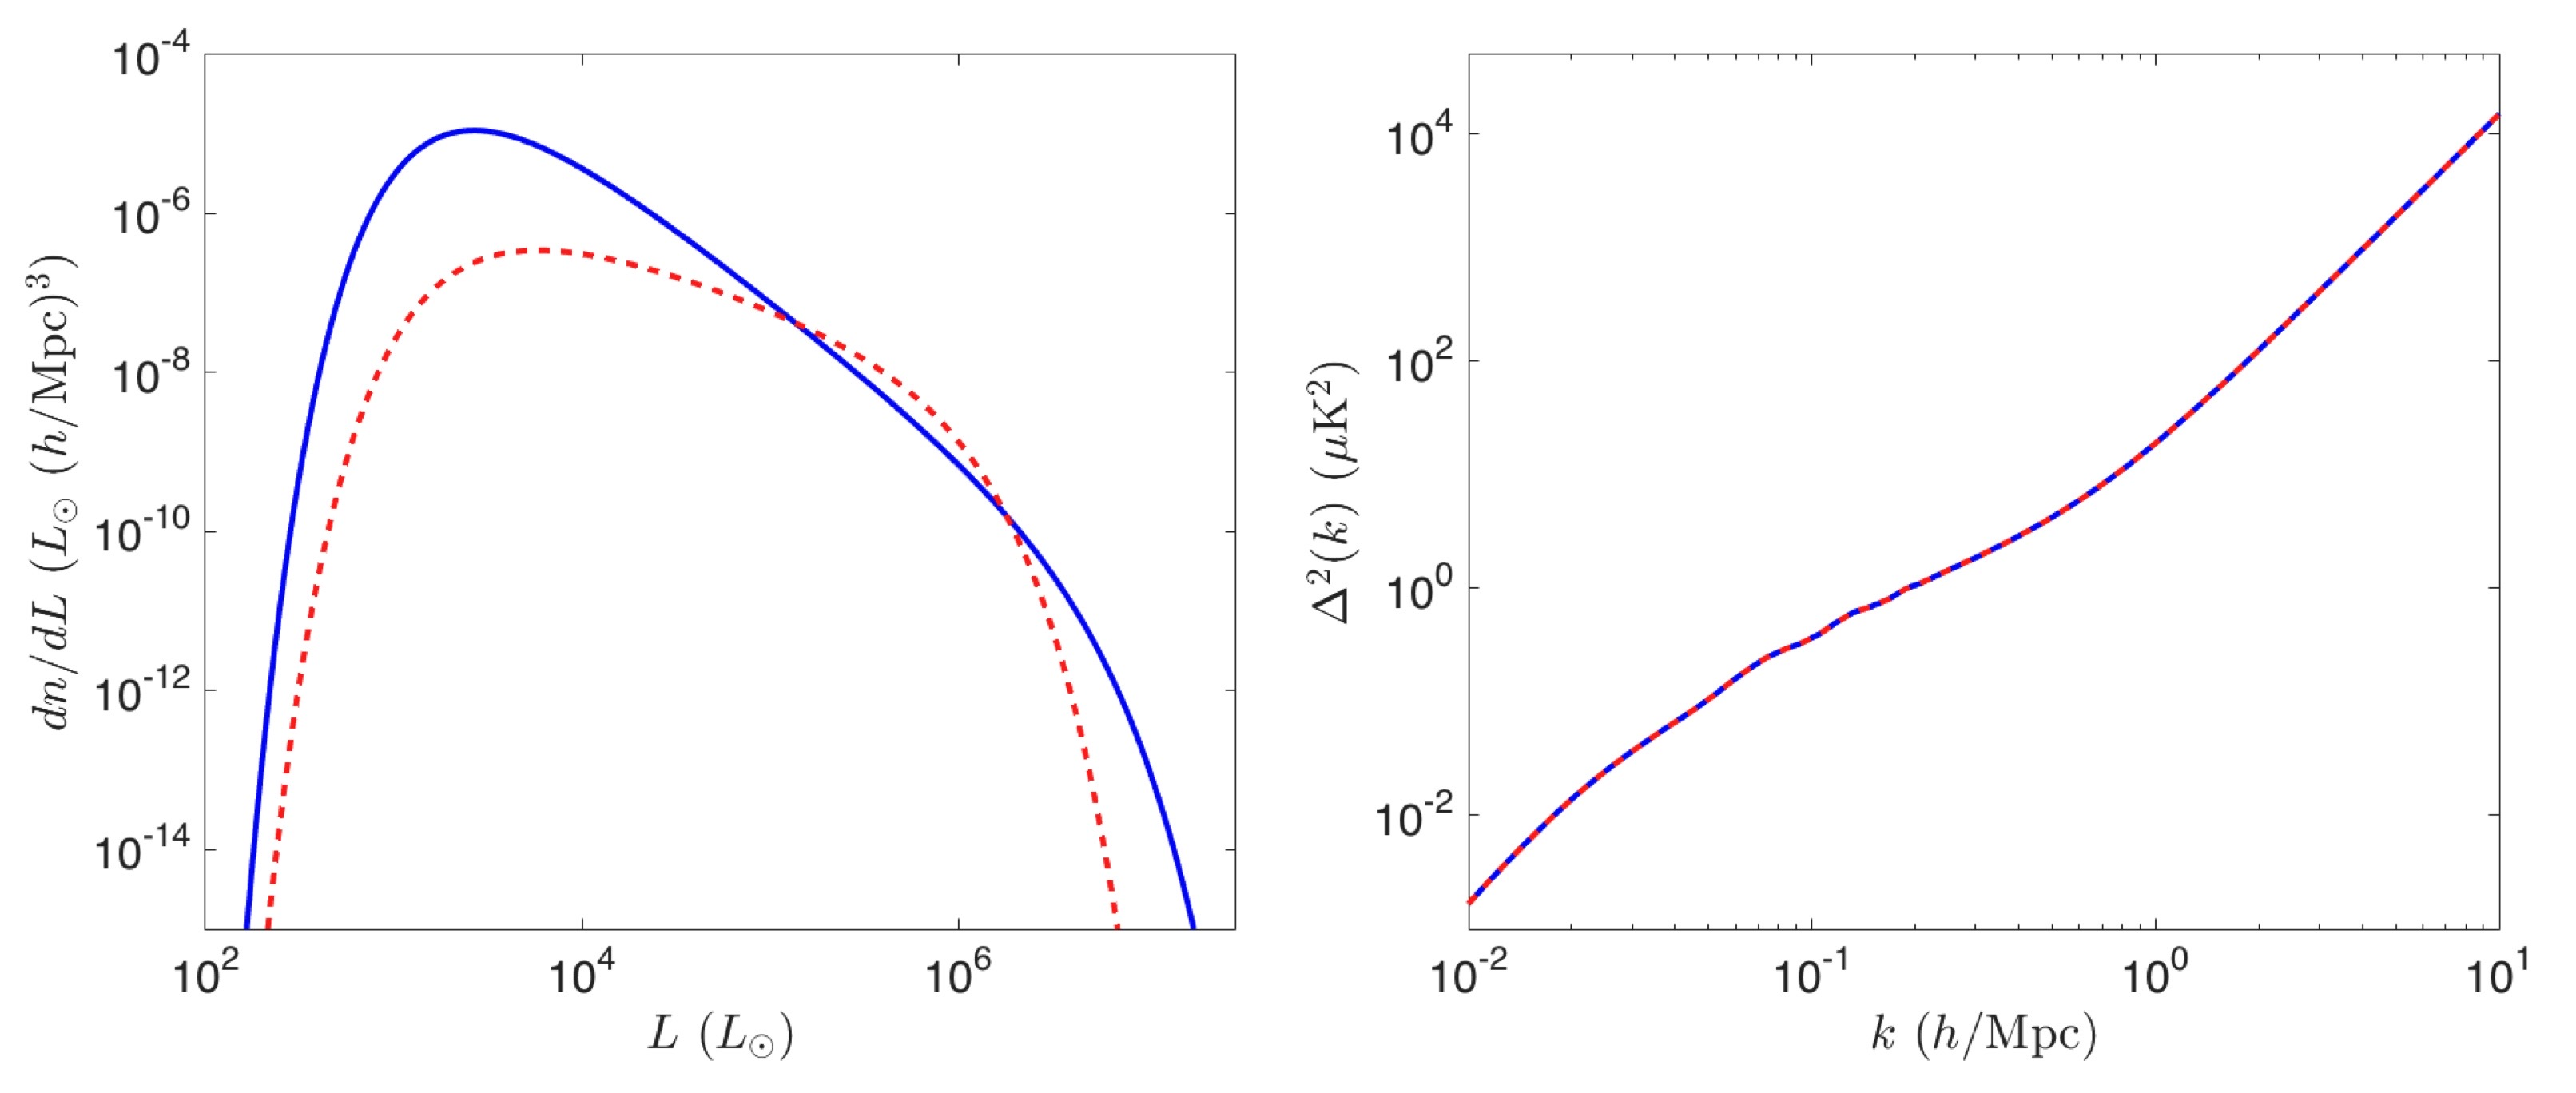 10^-4
10^-6
10^-8
10^-10
10^-12
10^-14
dn/dL (L⊙ (h/Mpc)^3)
10^2 10^4 10^6
L (L⊙)
10^4
10^2
10^0
10^-2
Δ^2(k) (μK^2)
10^-2 10^-1 10^0 10^1
k (h/Mpc)